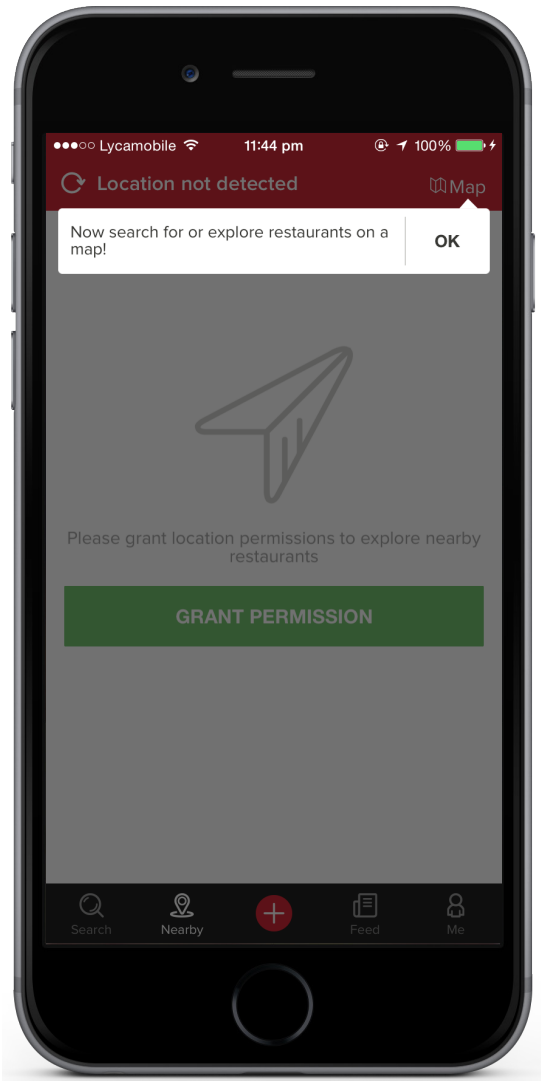 Lycamobile 11:44 pm 100%
Location not detected Map
Now search for or explore restaurants on a
map!
OK
Please grant location permissions to explore nearby
restaurants
GRANT PERMISSION
Search Nearby Feed Me